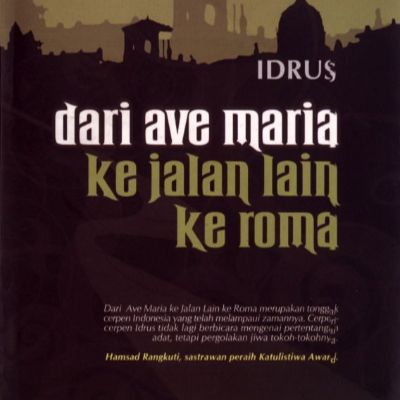 IDRUS
dari ave maria
ke jalan lain
ke roma
Dari Ave Maria ke Jalan Lain ke Roma merupakan tonggak
cerpen Indonesia yang telah melampaui zamannya. Cerpen-
cerpen Idrus tidak lagi berbicara mengenai pertentangan
adat, tetapi pergolakan jiwa tokoh-tokohnya.
Hamsad Rangkuti, sastrawan peraih Katulistiwa Award.